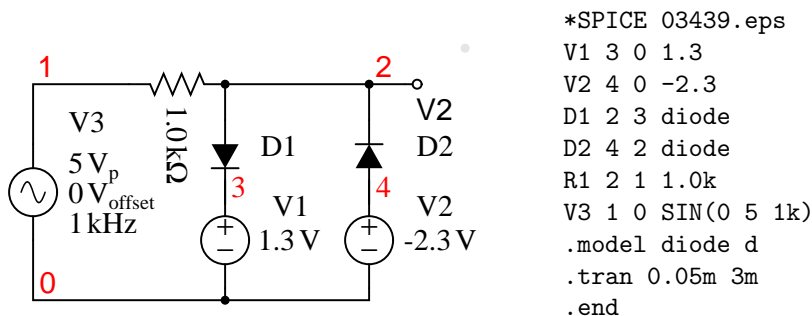 1
2
V2
V3
5 Vp
0 Voffset
1 kHz
1.0 kΩ
D1
D2
3
4
V1
1.3 V
V2
-2.3 V
0
*SPICE 03439.eps
V1 3 0 1.3
V2 4 0 -2.3
D1 2 3 diode
D2 4 2 diode
R1 2 1 1.0k
V3 1 0 SIN(0 5 1k)
.model diode d
.tran 0.05m 3m
.end